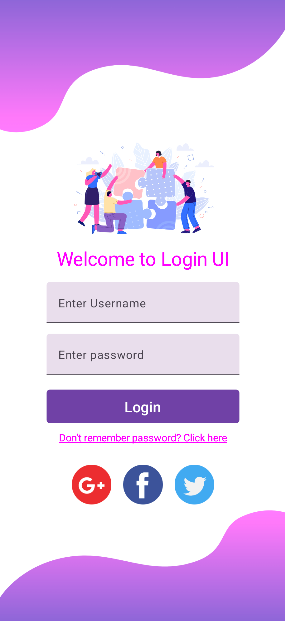 Welcome to Login UI
Enter Username
Enter password
Login
Don't remember password? Click here
G+ f